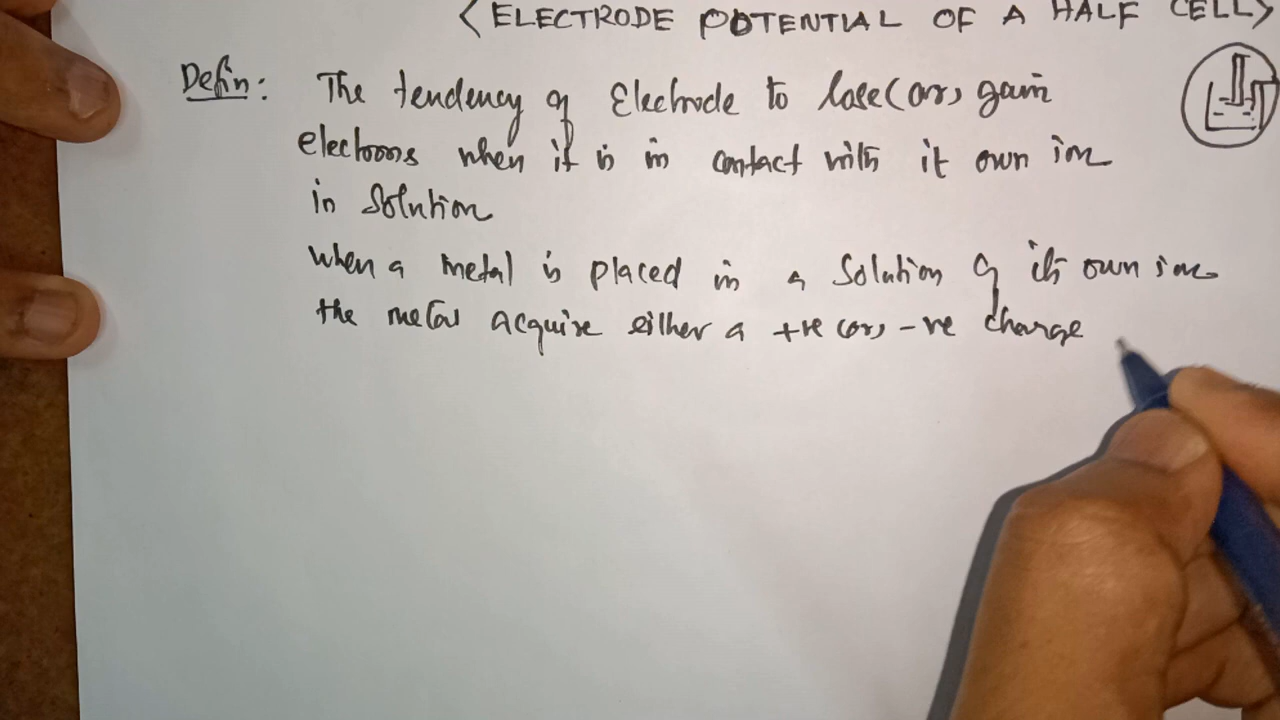 < ELECTRODE POTENTIAL OF A HALF CELL>
Defin: The tendency of Electrode to lose (or) gain
electrons when it is in contact with it own ion
in Solution
when a metal is placed in a Solution of its own ion
the metal acquire either a +ve (or) -ve charge